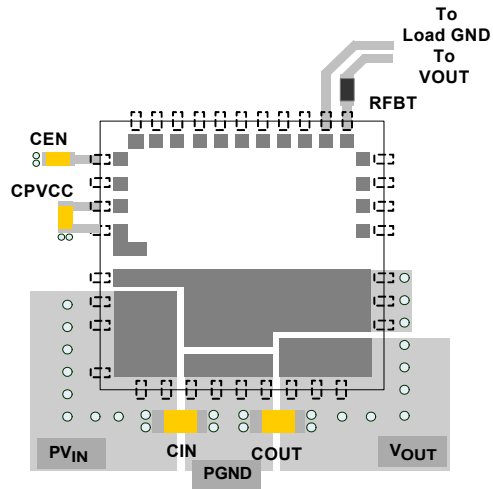 To
Load GND
To
VOUT
RFBT
CEN
CPVCC
PVIN
CIN
COUT
VOUT
PGND